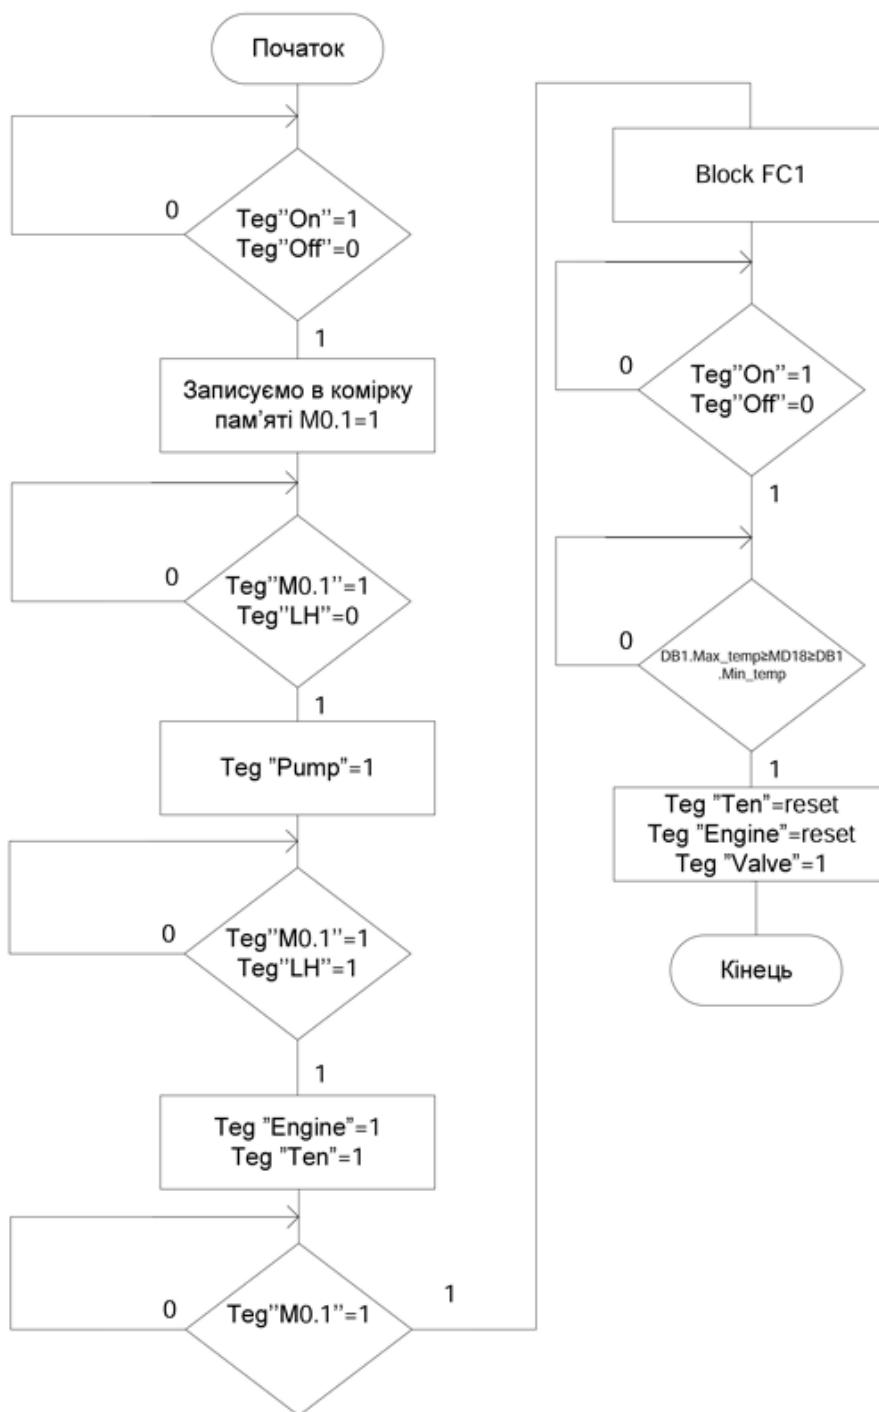 Початок
0
Teg"On"=1
Teg"Off"=0
1
Записуємо в комірку
пам'яті M0.1=1
0
Teg"M0.1"=1
Teg"LH"=0
1
Teg "Pump"=1
0
Teg"M0.1"=1
Teg"LH"=1
1
Teg "Engine"=1
Teg "Ten"=1
0
Teg"M0.1"=1
1
Block FC1
0
Teg"On"=1
Teg"Off"=0
1
0
DB1.Max_temp≥MD18≥DB1
.Min_temp
1
Teg "Ten"=reset
Teg "Engine"=reset
Teg "Valve"=1
Кінець